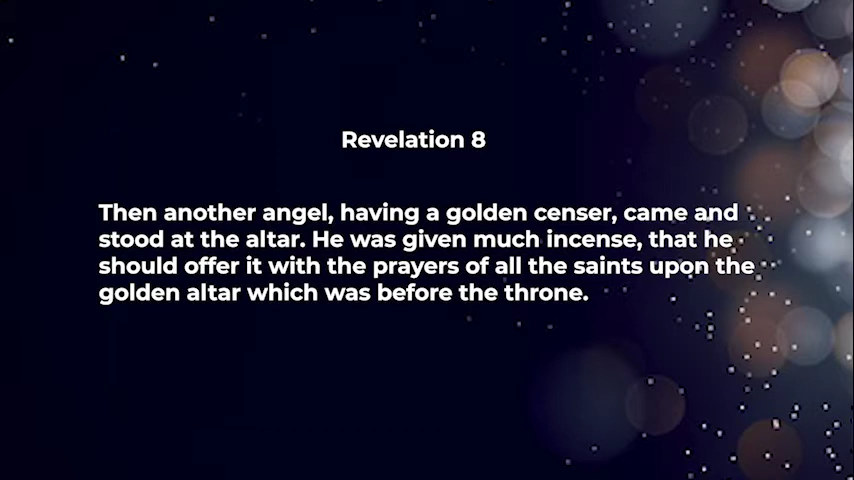 Revelation 8
Then another angel, having a golden censer, came and
stood at the altar. He was given much incense, that he
should offer it with the prayers of all the saints upon the
golden altar which was before the throne.